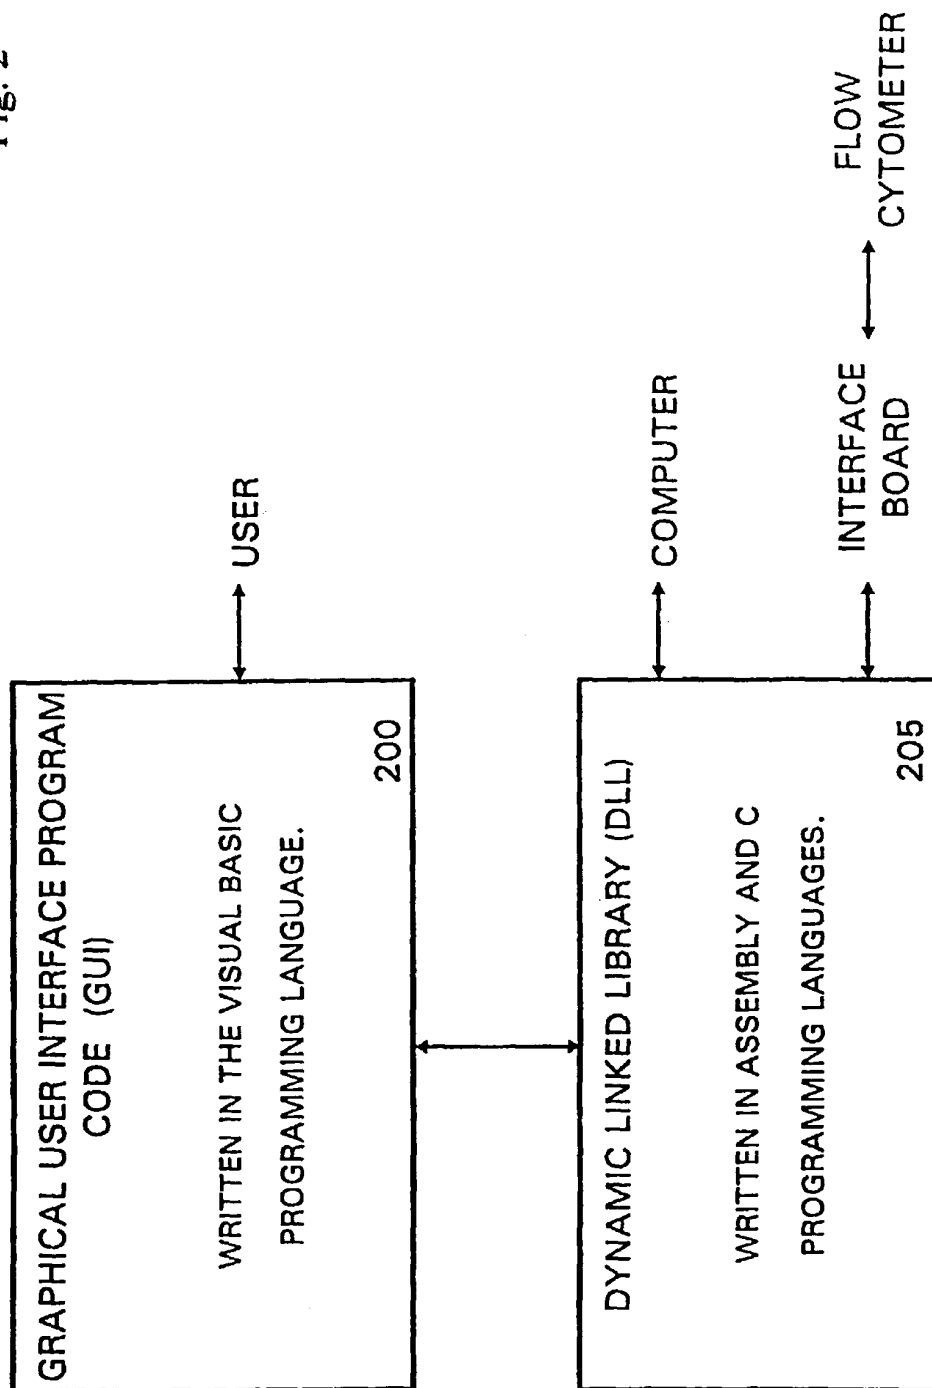 Fig. 2
GRAPHICAL USER INTERFACE PROGRAM
CODE (GUI)
WRITTEN IN THE VISUAL BASIC
PROGRAMMING LANGUAGE.
200
USER
DYNAMIC LINKED LIBRARY (DLL)
WRITTEN IN ASSEMBLY AND C
PROGRAMMING LANGUAGES.
205
COMPUTER
INTERFACE
BOARD
FLOW
CYTOMETER